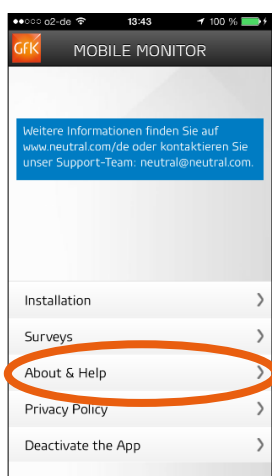 o2-de 13:43 100 %
GfK MOBILE MONITOR
Weitere Informationen finden Sie auf
www.neutral.com/de oder kontaktieren Sie
unser Support-Team: neutral@neutral.com.
Installation
Surveys
About & Help
Privacy Policy
Deactivate the App